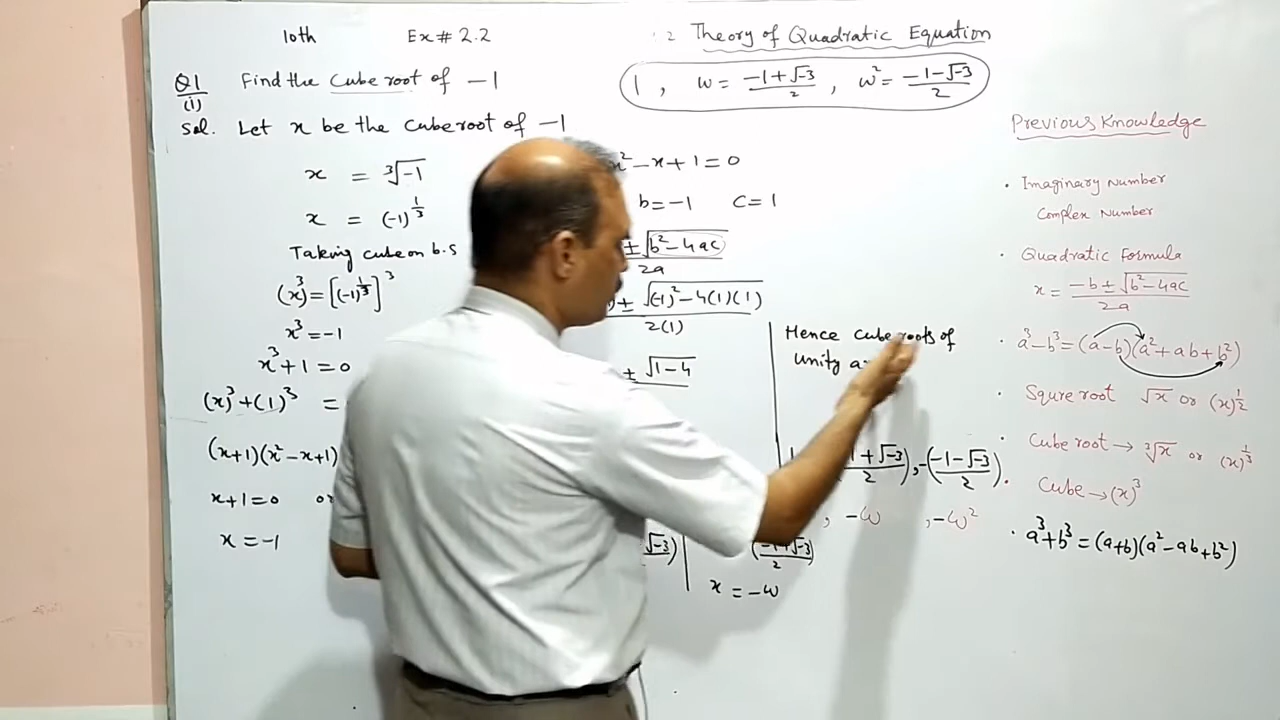 10th Ex # 2.2
2 Theory of Quadratic Equation
1 , w = (-1+√-3)/2 , w² = (-1-√-3)/2
Q1 (i) Find the cube root of -1
Sol. Let x be the cube root of -1
x = ∛-1
x = (-1)^(1/3)
Taking cube on b.s
(x)³ = [(-1)^(1/3)]³
x³ = -1
x³ + 1 = 0
(x)³ + (1)³ =
(x+1)(x² - x + 1)
x+1 = 0 or
x = -1
x² - x + 1 = 0
b = -1 C = 1
± √(b² - 4ac) / 2a
± √((-1)² - 4(1)(1)) / 2(1)
± √(1 - 4)
√-3)
(-1+√-3)/2)
x = -w
Hence cube roots of
unity
1+√-3)/2), -((-1-√-3)/2).
, -w , -w²
Previous Knowledge
· Imaginary Number
Complex Number
· Quadratic Formula
x = (-b ± √(b² - 4ac)) / 2a
· a³ - b³ = (a-b)(a² + ab + b²)
· Squre root √x or (x)^(1/2)
· Cube root → ∛x or (x)^(1/3)
· Cube → (x)³
· a³ + b³ = (a+b)(a² - ab + b²)